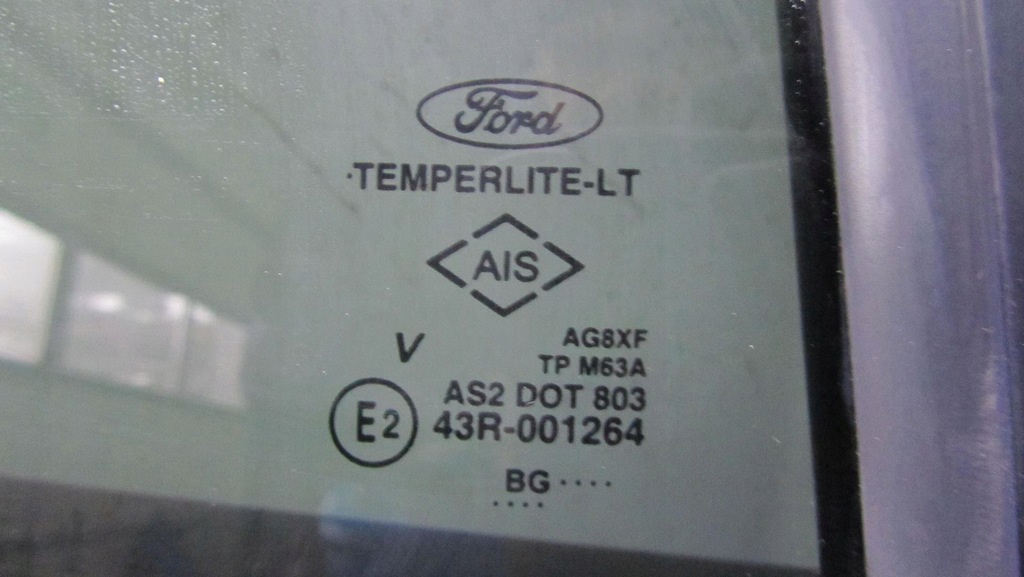 Ford
TEMPERLITE-LT
AIS
V
AG8XF
TP M63A
AS2 DOT 803
E2 43R-001264
BG ....
....